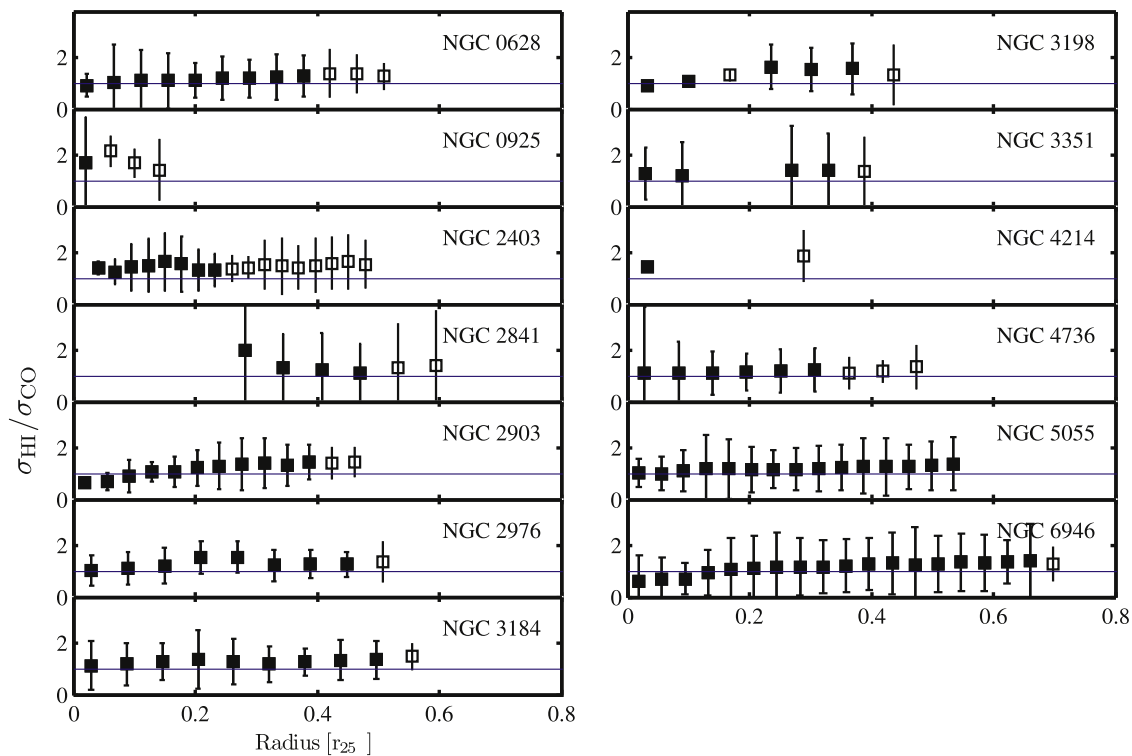 NGC 0628
2
0
NGC 0925
2
0
NGC 2403
2
0
NGC 2841
2
0
NGC 2903
2
0
NGC 2976
2
0
NGC 3184
2
0
0 0.2 0.4 0.6 0.8
Radius [r25 ]
σHI/σCO
NGC 3198
2
0
NGC 3351
2
0
NGC 4214
2
0
NGC 4736
2
0
NGC 5055
2
0
NGC 6946
2
0
0 0.2 0.4 0.6 0.8